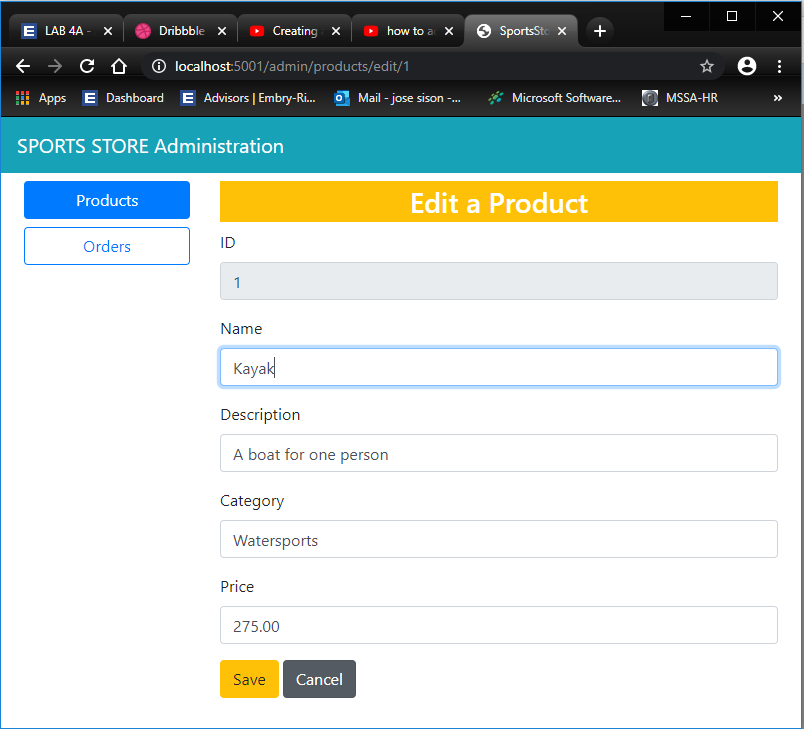 LAB 4A -
Dribbble
Creating
how to a
SportsSto
localhost:5001/admin/products/edit/1
Apps
Dashboard
Advisors | Embry-Ri...
Mail - jose sison -...
Microsoft Software...
MSSA-HR
»
SPORTS STORE Administration
Products
Orders
Edit a Product
ID
1
Name
Kayak
Description
A boat for one person
Category
Watersports
Price
275.00
Save
Cancel